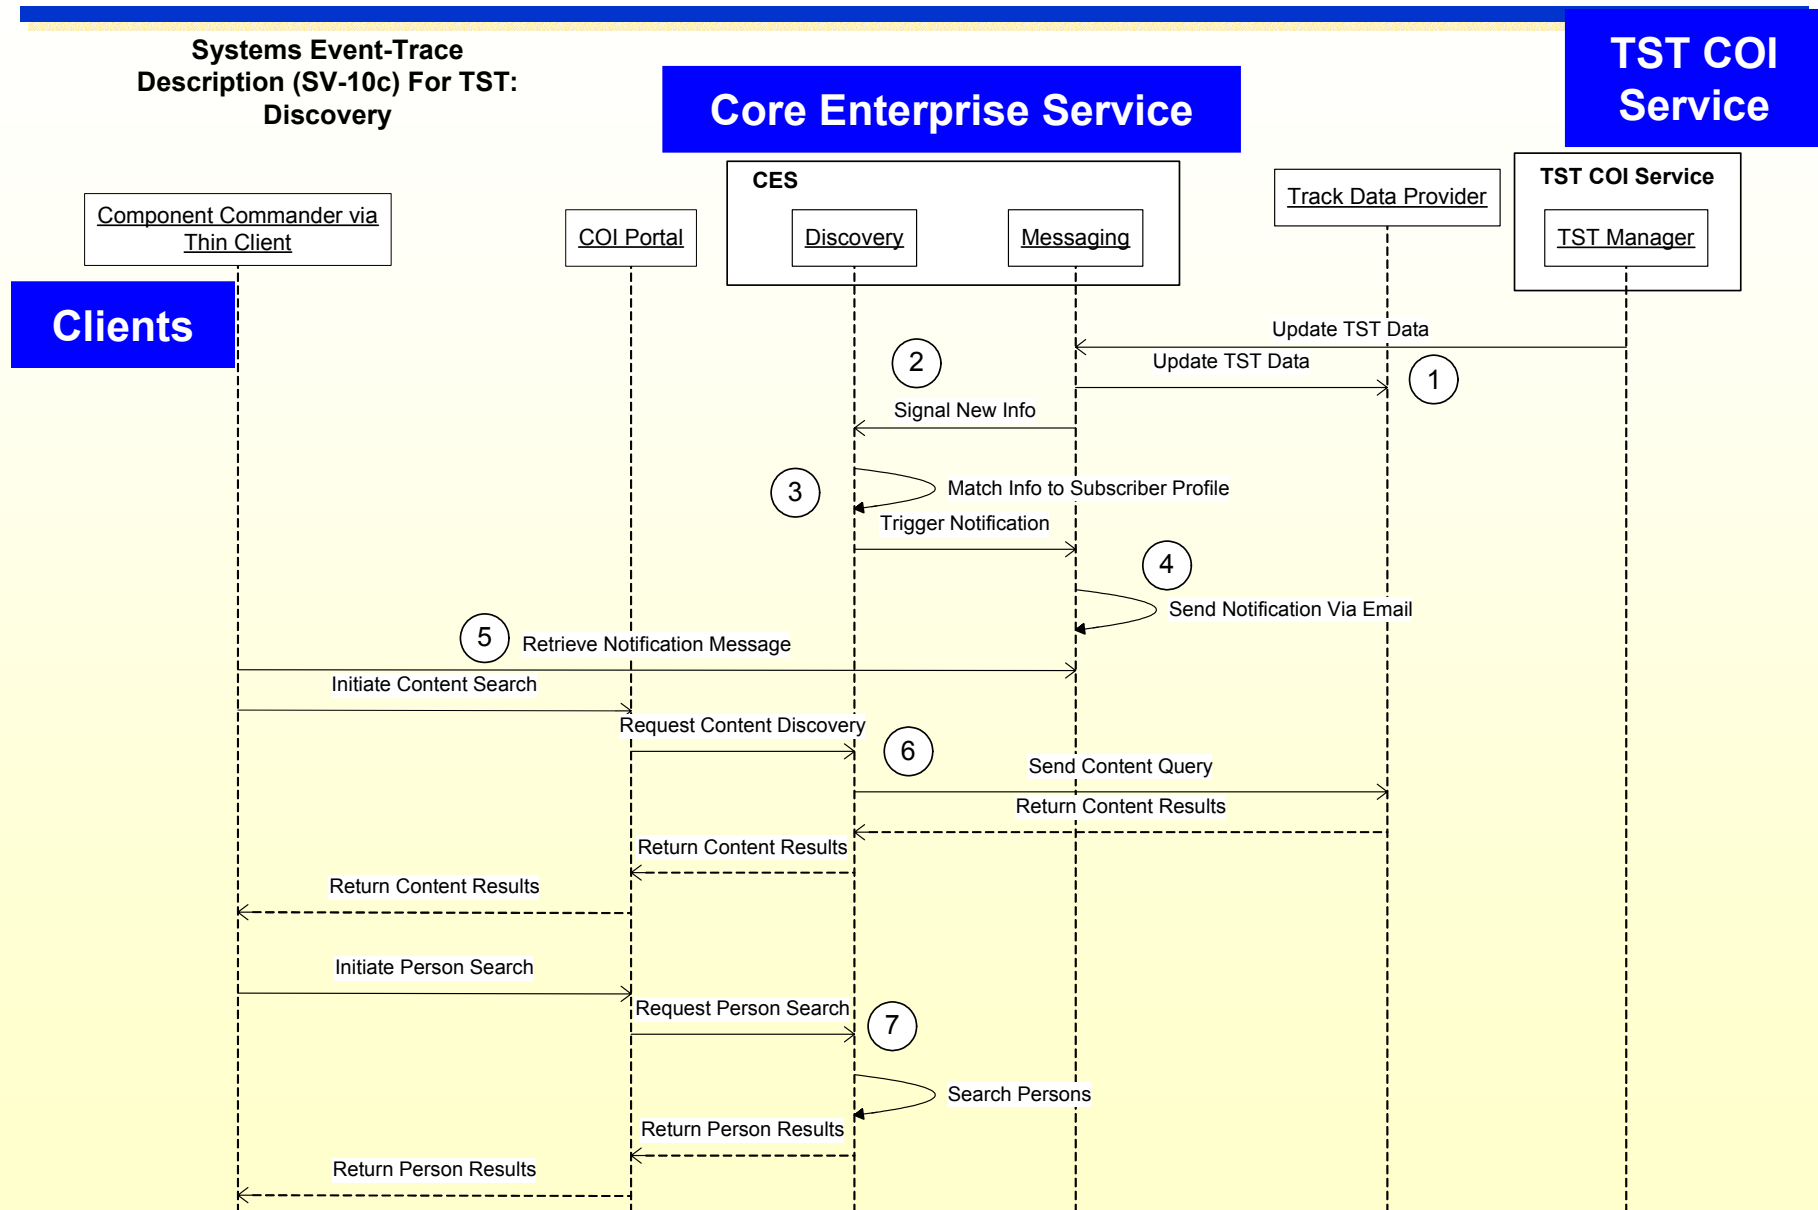 Systems Event-Trace
Description (SV-10c) For TST:
Discovery
Core Enterprise Service
TST COI
Service
Clients
CES
TST COI Service
Component Commander via
Thin Client
COI Portal
Discovery
Messaging
Track Data Provider
TST Manager
Update TST Data
Update TST Data
1
2
Signal New Info
3
Match Info to Subscriber Profile
Trigger Notification
4
Send Notification Via Email
5
Retrieve Notification Message
Initiate Content Search
Request Content Discovery
6
Send Content Query
Return Content Results
Return Content Results
Return Content Results
Initiate Person Search
Request Person Search
7
Search Persons
Return Person Results
Return Person Results